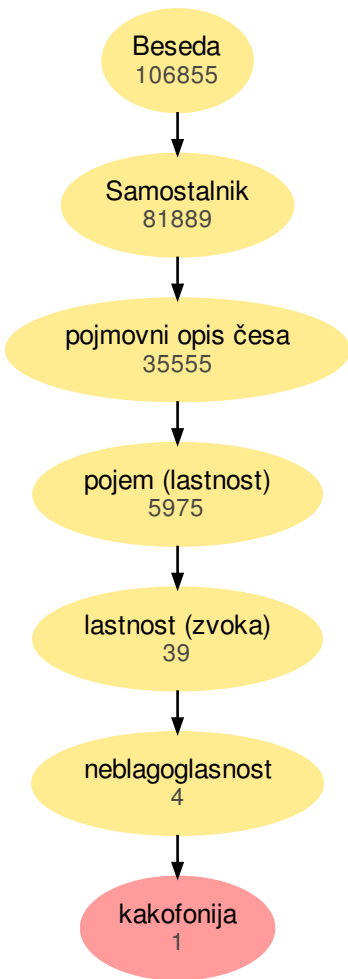 Beseda
106855
Samostalnik
81889
pojmovni opis česa
35555
pojem (lastnost)
5975
lastnost (zvoka)
39
neblagoglasnost
4
kakofonija
1